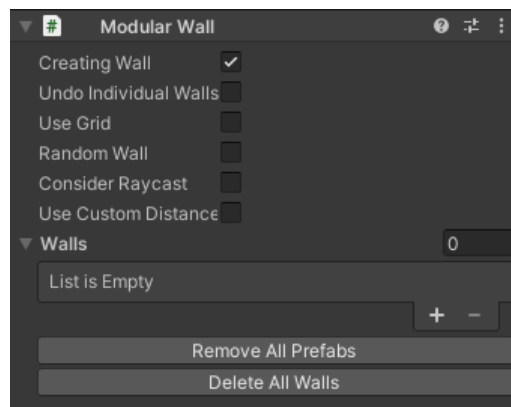 # Modular Wall
Creating Wall
Undo Individual Walls
Use Grid
Random Wall
Consider Raycast
Use Custom Distance
Walls 0
List is Empty
+ −
Remove All Prefabs
Delete All Walls